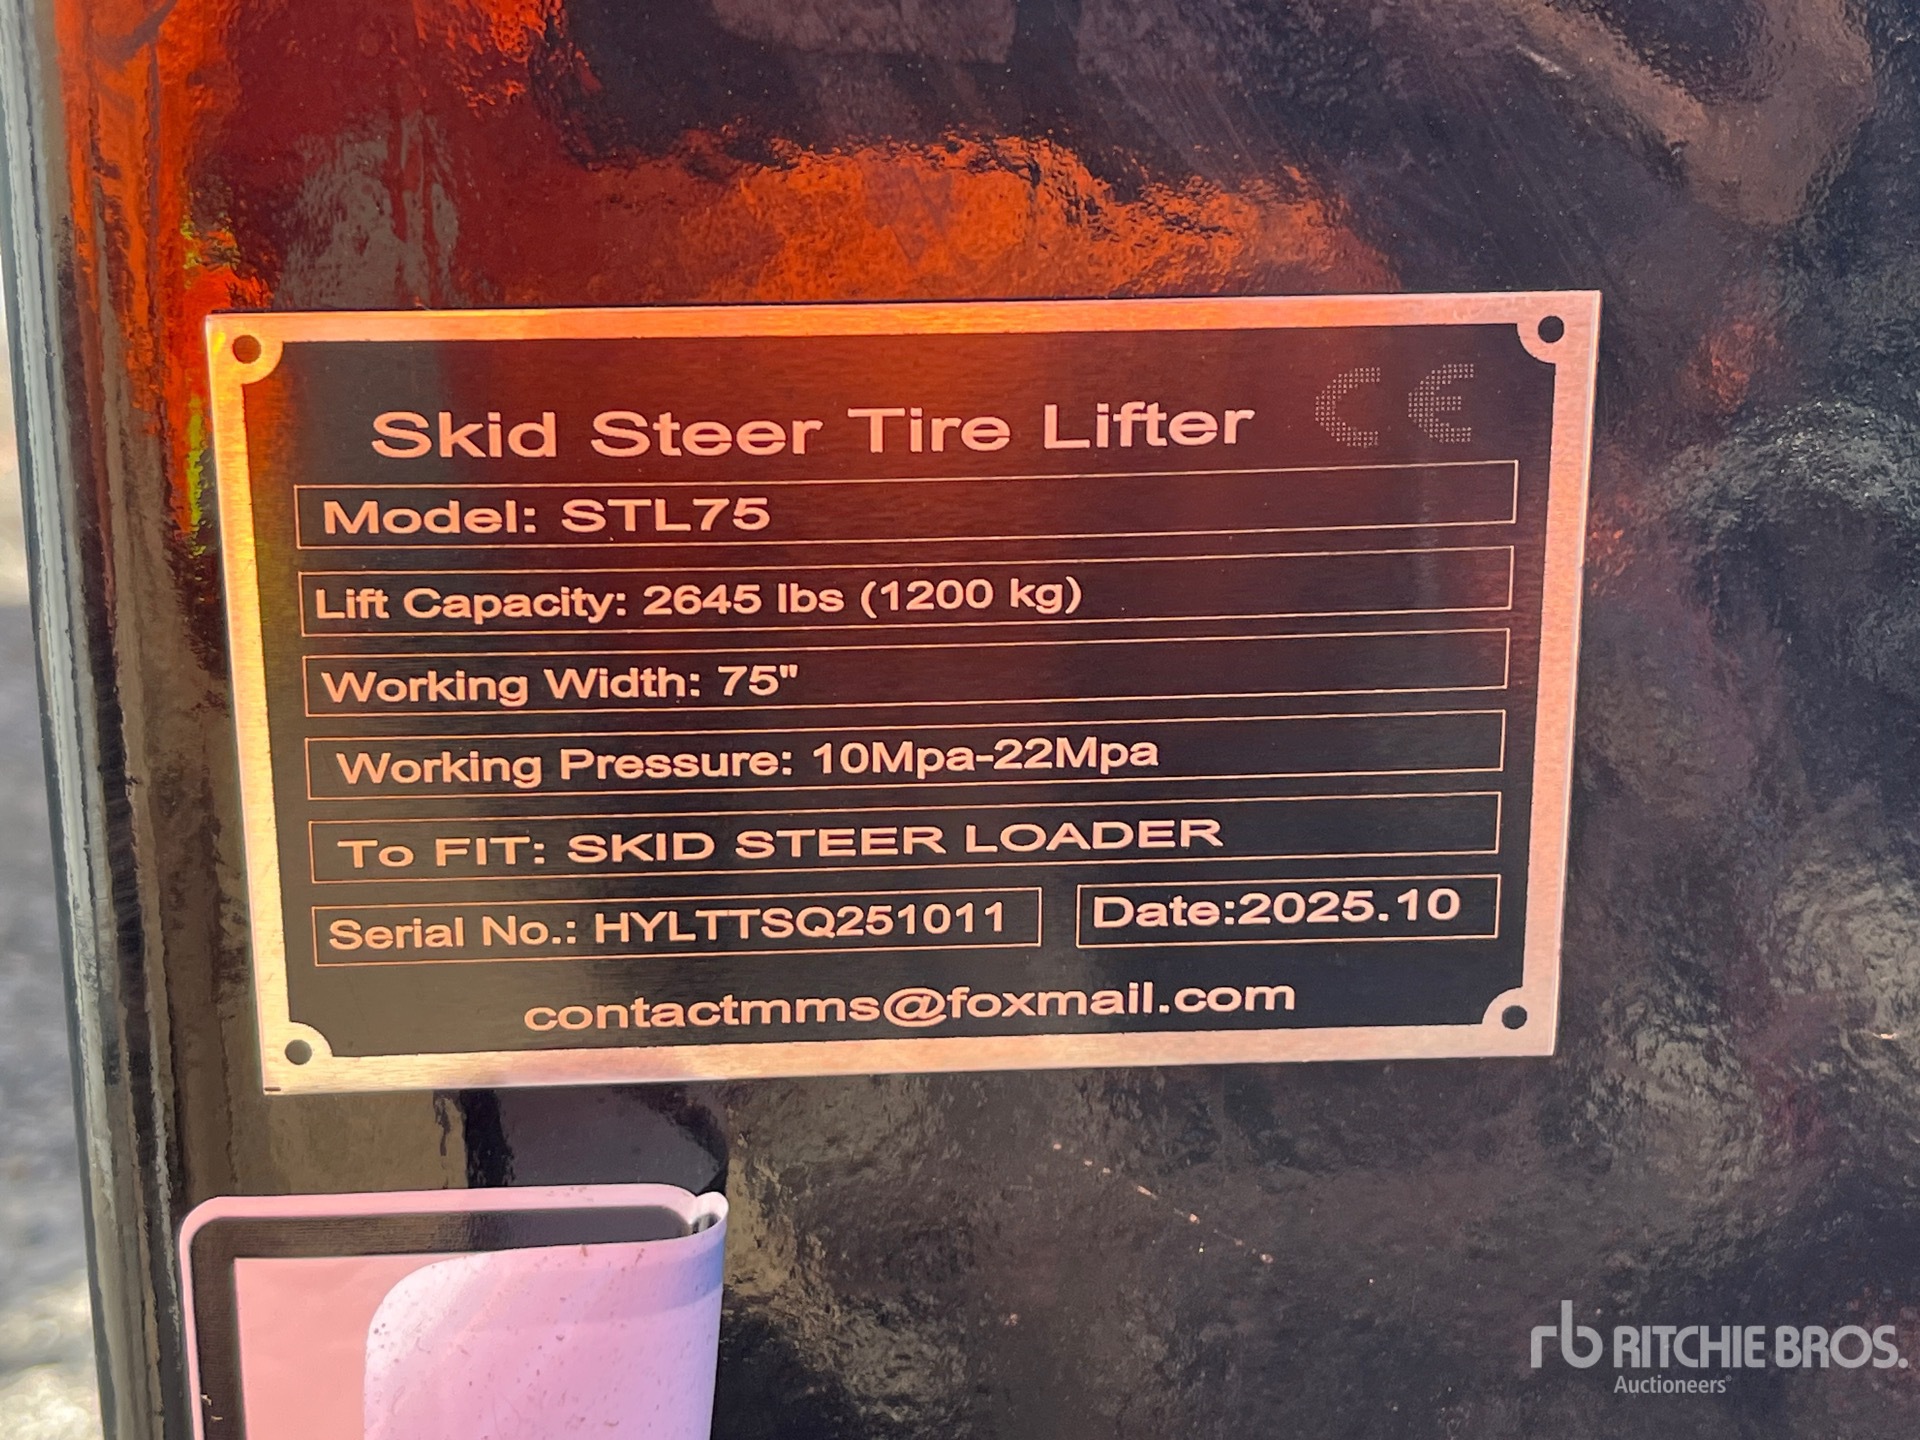 Skid Steer Tire Lifter CE
Model: STL75
Lift Capacity: 2645 lbs (1200 kg)
Working Width: 75"
Working Pressure: 10Mpa-22Mpa
To FIT: SKID STEER LOADER
Serial No.: HYLTTSQ251011 Date:2025.10
contactmms@foxmail.com
rb RITCHIE BROS.
Auctioneers